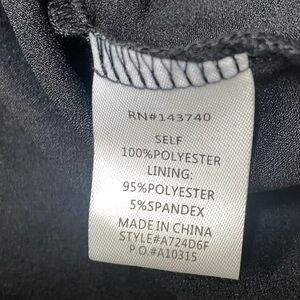 RN#143740
SELF
100%POLYESTER
LINING:
95%POLYESTER
5%SPANDEX
MADE IN CHINA
STYLE#A724D6F
P.O.#A10315